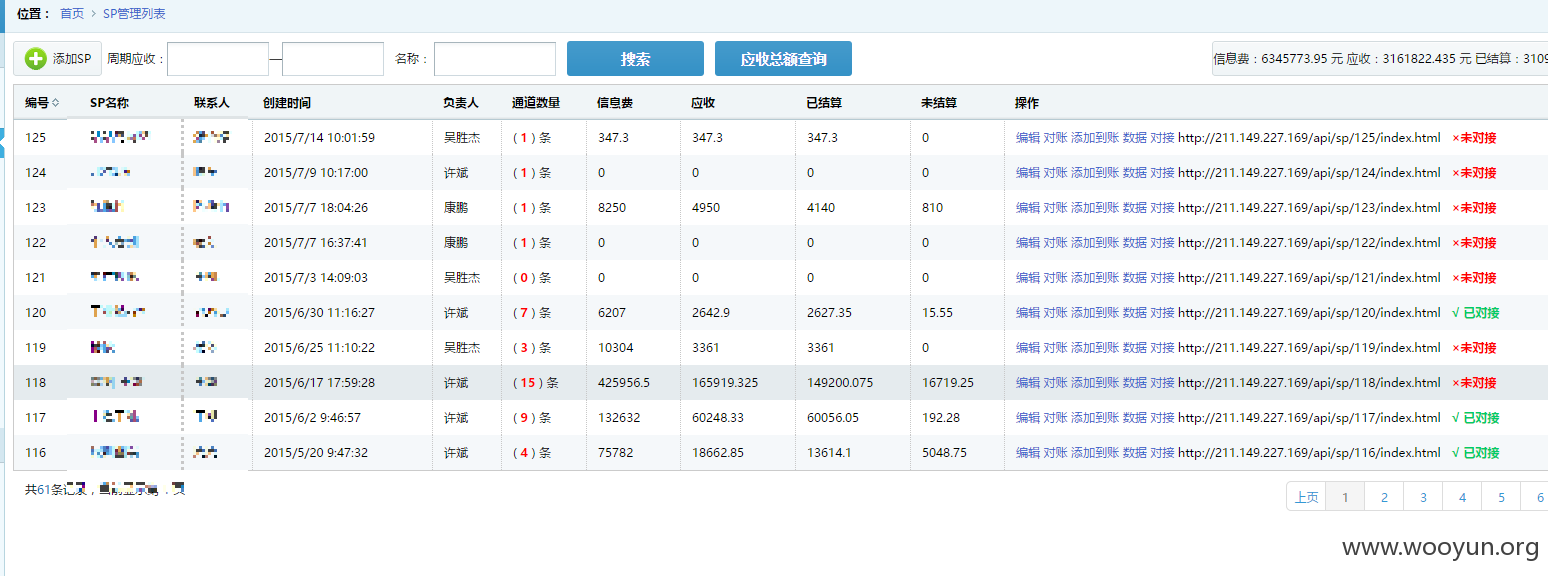 位置： 首页 > SP管理列表
添加SP 周期应收： — 名称： 搜索 应收总额查询 信息费：6345773.95 元 应收：3161822.435 元 已结算：3109
编号 SP名称 联系人 创建时间 负责人 通道数量 信息费 应收 已结算 未结算 操作
125 2015/7/14 10:01:59 吴胜杰 ( 1 ) 条 347.3 347.3 347.3 0 编辑 对账 添加到账 数据 对接 http://211.149.227.169/api/sp/125/index.html ×未对接
124 2015/7/9 10:17:00 许斌 ( 1 ) 条 0 0 0 0 编辑 对账 添加到账 数据 对接 http://211.149.227.169/api/sp/124/index.html ×未对接
123 2015/7/7 18:04:26 康鹏 ( 1 ) 条 8250 4950 4140 810 编辑 对账 添加到账 数据 对接 http://211.149.227.169/api/sp/123/index.html ×未对接
122 2015/7/7 16:37:41 康鹏 ( 1 ) 条 0 0 0 0 编辑 对账 添加到账 数据 对接 http://211.149.227.169/api/sp/122/index.html ×未对接
121 2015/7/3 14:09:03 吴胜杰 ( 0 ) 条 0 0 0 0 编辑 对账 添加到账 数据 对接 http://211.149.227.169/api/sp/121/index.html ×未对接
120 2015/6/30 11:16:27 许斌 ( 7 ) 条 6207 2642.9 2627.35 15.55 编辑 对账 添加到账 数据 对接 http://211.149.227.169/api/sp/120/index.html √ 已对接
119 2015/6/25 11:10:22 吴胜杰 ( 3 ) 条 10304 3361 3361 0 编辑 对账 添加到账 数据 对接 http://211.149.227.169/api/sp/119/index.html ×未对接
118 2015/6/17 17:59:28 许斌 ( 15 ) 条 425956.5 165919.325 149200.075 16719.25 编辑 对账 添加到账 数据 对接 http://211.149.227.169/api/sp/118/index.html ×未对接
117 2015/6/2 9:46:57 许斌 ( 9 ) 条 132632 60248.33 60056.05 192.28 编辑 对账 添加到账 数据 对接 http://211.149.227.169/api/sp/117/index.html √ 已对接
116 2015/5/20 9:47:32 许斌 ( 4 ) 条 75782 18662.85 13614.1 5048.75 编辑 对账 添加到账 数据 对接 http://211.149.227.169/api/sp/116/index.html √ 已对接
共61条
上页 1 2 3 4 5 6
www.wooyun.org